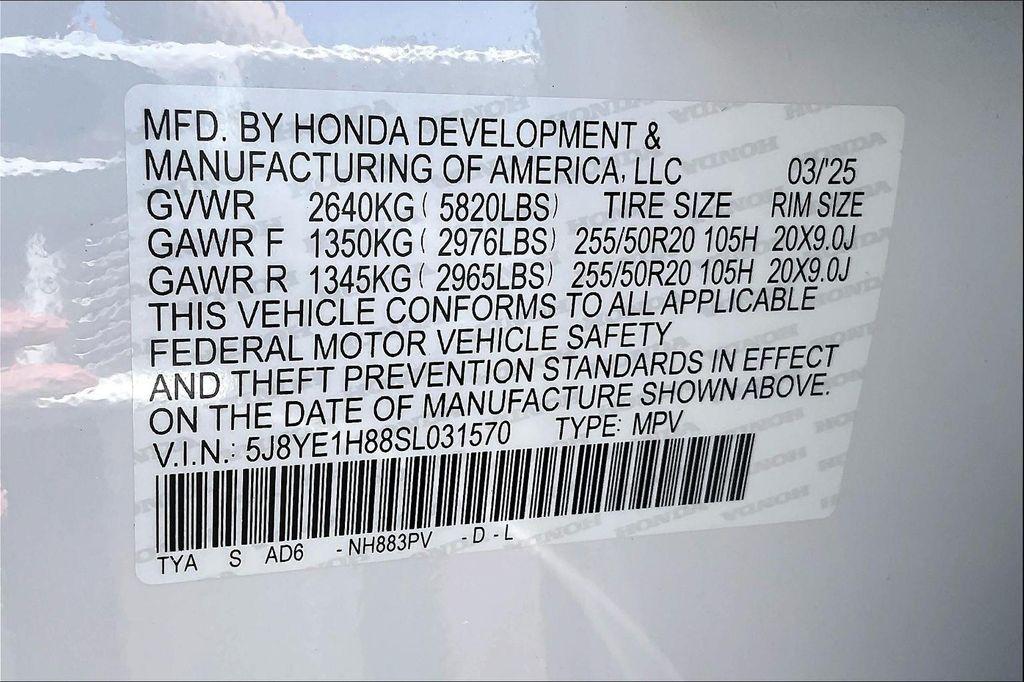 MFD. BY HONDA DEVELOPMENT &
MANUFACTURING OF AMERICA, LLC 03/'25
GVWR 2640KG ( 5820LBS) TIRE SIZE RIM SIZE
GAWR F 1350KG ( 2976LBS) 255/50R20 105H 20X9.0J
GAWR R 1345KG ( 2965LBS) 255/50R20 105H 20X9.0J
THIS VEHICLE CONFORMS TO ALL APPLICABLE
FEDERAL MOTOR VEHICLE SAFETY
AND THEFT PREVENTION STANDARDS IN EFFECT
ON THE DATE OF MANUFACTURE SHOWN ABOVE.
V.I.N.: 5J8YE1H88SL031570 TYPE: MPV
TYA S AD6 - NH883PV - D - L